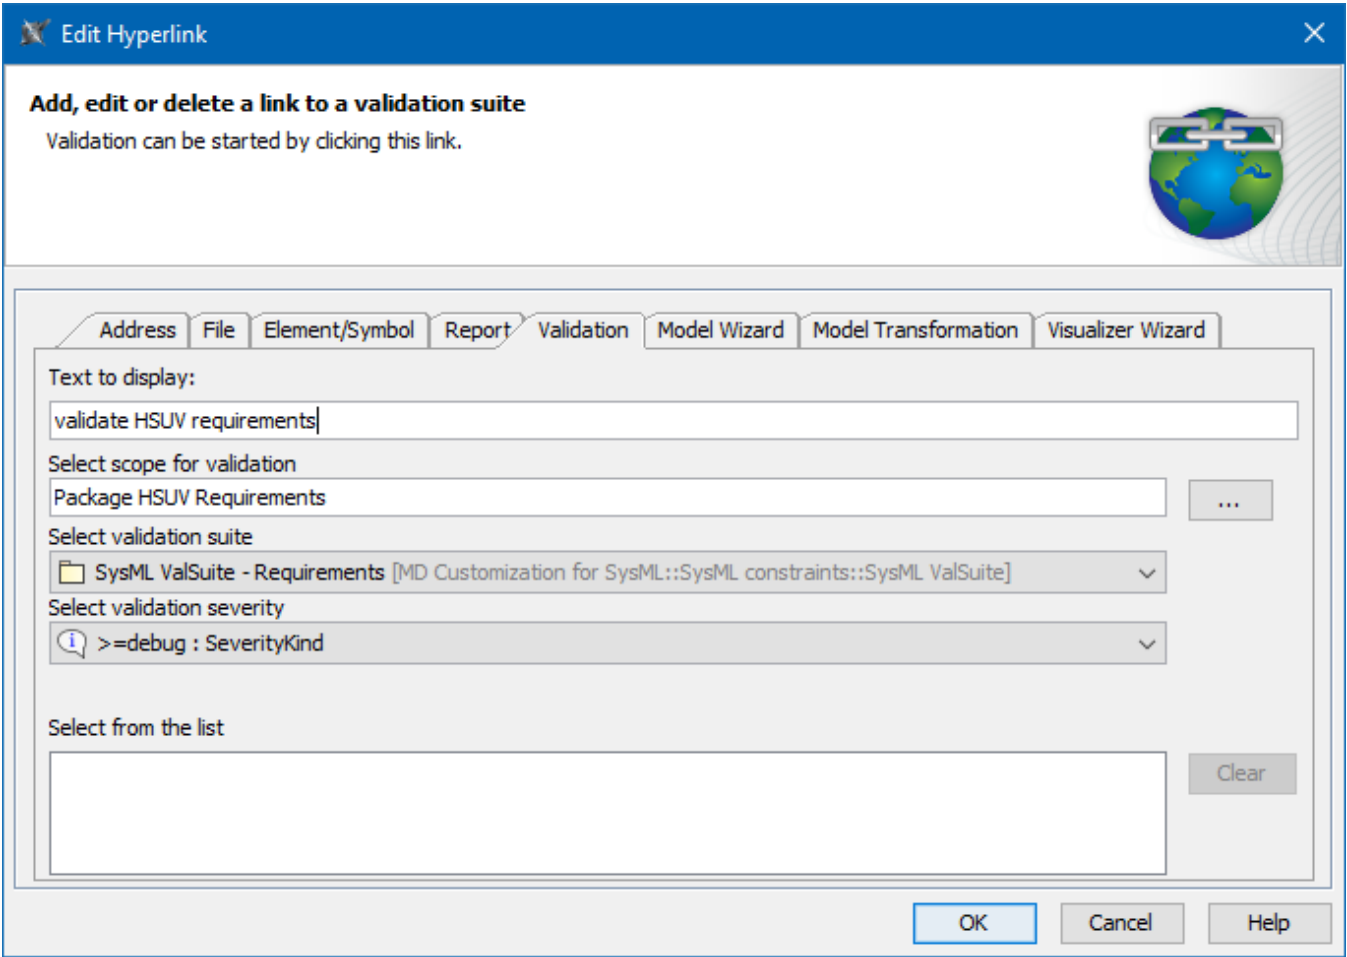 Edit Hyperlink
Add, edit or delete a link to a validation suite
Validation can be started by clicking this link.
Address File Element/Symbol Report Validation Model Wizard Model Transformation Visualizer Wizard
Text to display:
validate HSUV requirements
Select scope for validation
Package HSUV Requirements
...
Select validation suite
SysML ValSuite - Requirements [MD Customization for SysML::SysML constraints::SysML ValSuite]
Select validation severity
>=debug : SeverityKind
Select from the list
Clear
OK Cancel Help